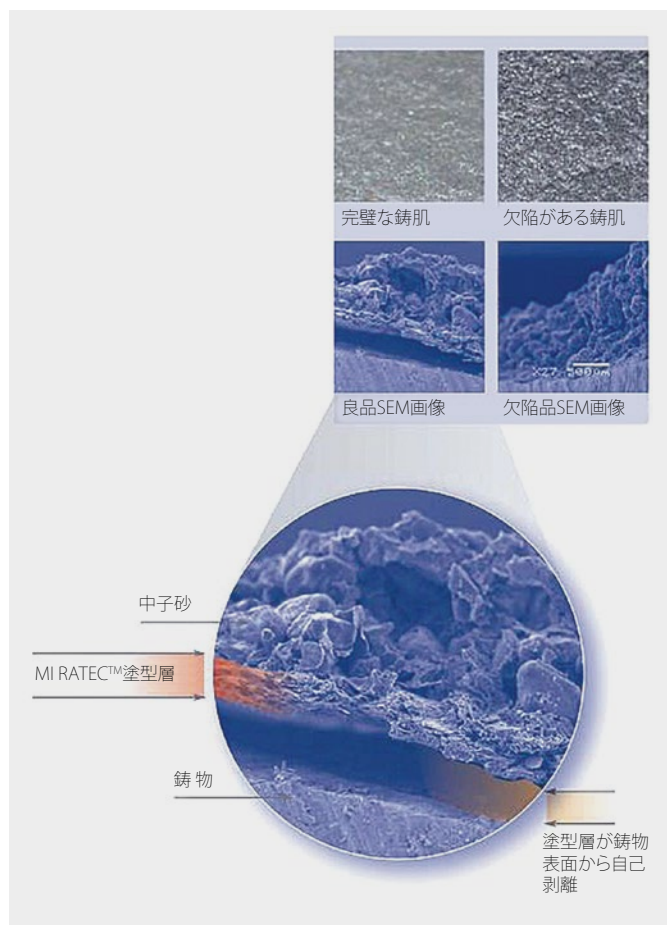 完璧な鋳肌
欠陥がある鋳肌
X27 500μm
良品SEM画像
欠陥品SEM画像
中子砂
MI RATEC™塗型層
鋳 物
塗型層が鋳物
表面から自己
剥離